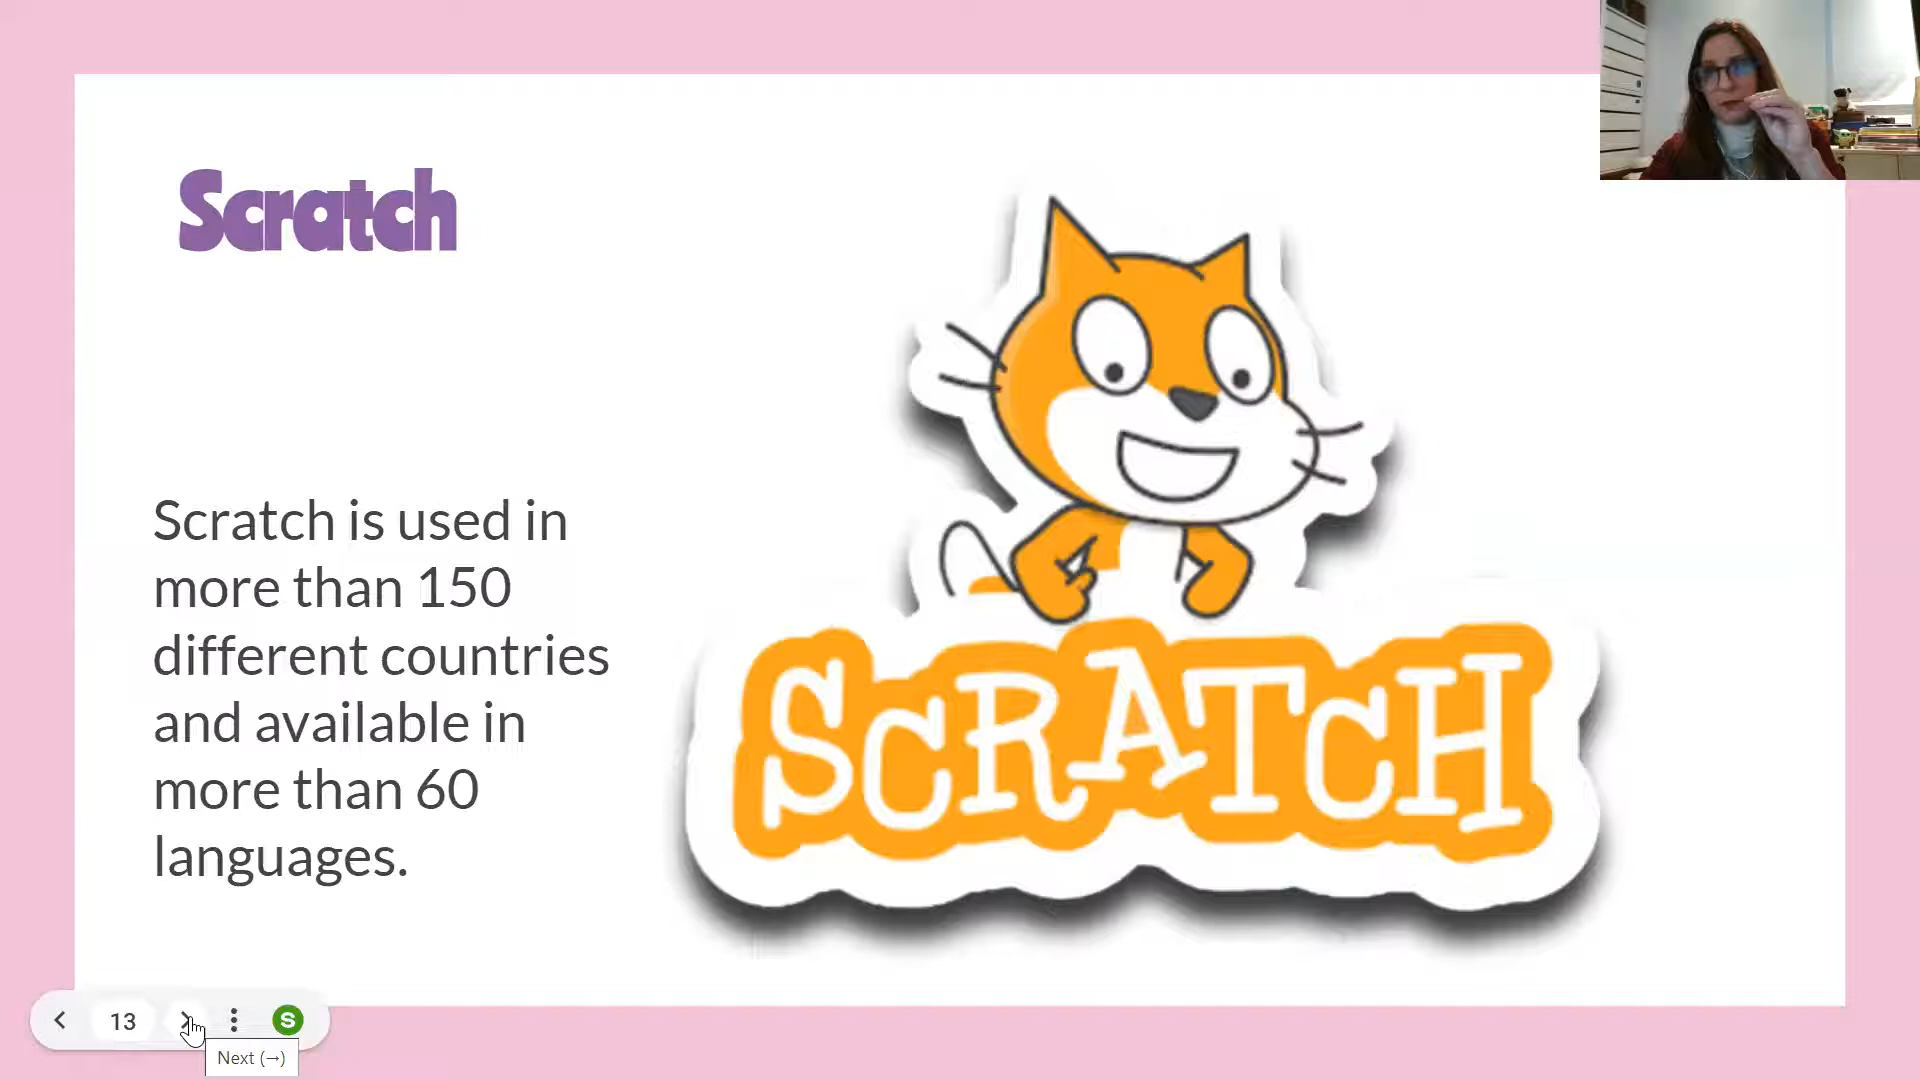 Scratch
Scratch is used in
more than 150
different countries
and available in
more than 60
languages.
SCRATCH
13
S
Next (→)